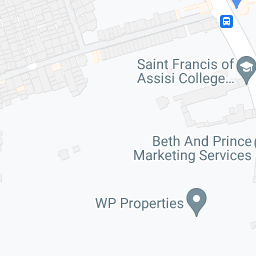 Saint Francis of
Assisi College...
Beth And Prince
Marketing Services
WP Properties